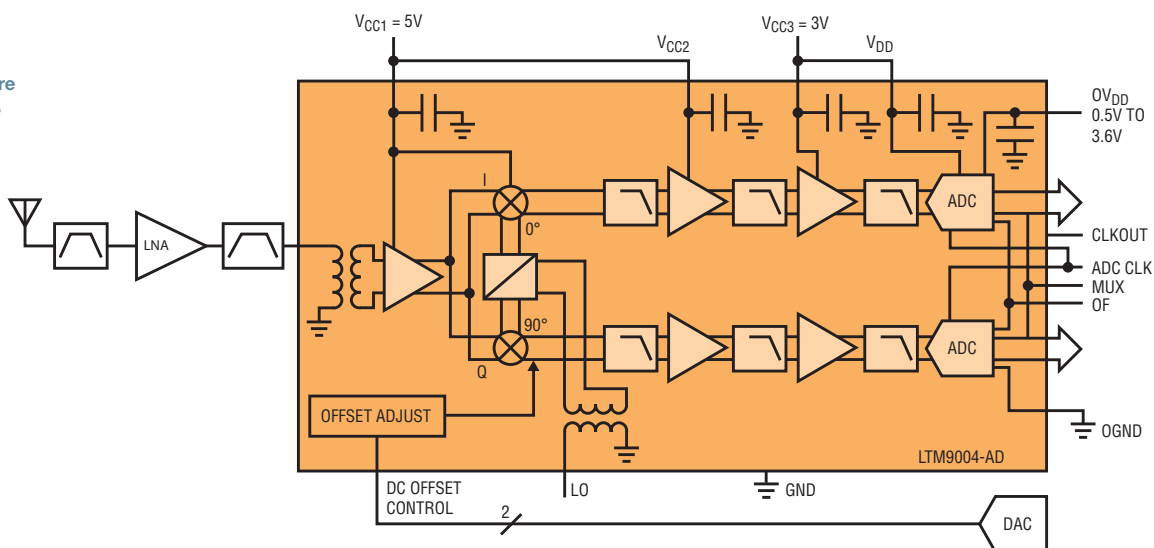 VCC1 = 5V
VCC2
VCC3 = 3V
VDD
re
OVDD
0.5V TO
3.6V
I
0°
LNA
ADC
CLKOUT
ADC CLK
MUX
OF
90°
Q
ADC
OFFSET ADJUST
OGND
LTM9004-AD
DC OFFSET
CONTROL
LO
GND
2
DAC